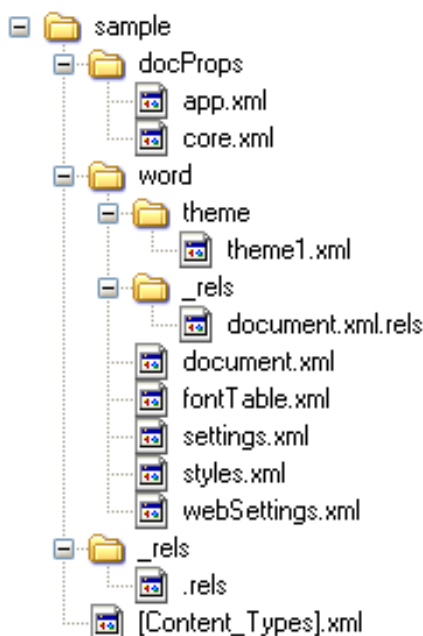 sample
docProps
app.xml
core.xml
word
theme
theme1.xml
_rels
document.xml.rels
document.xml
fontTable.xml
settings.xml
styles.xml
webSettings.xml
_rels
.rels
[Content_Types].xml